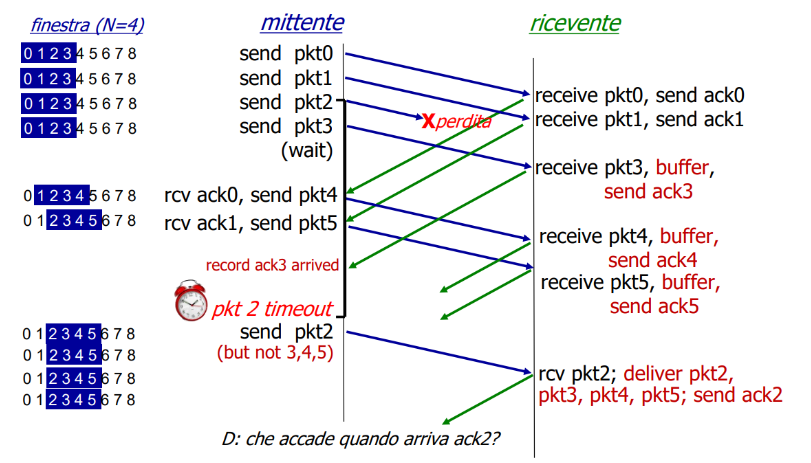 finestra (N=4)
mittente
ricevente
0 1 2 3 4 5 6 7 8
send pkt0
0 1 2 3 4 5 6 7 8
send pkt1
receive pkt0, send ack0
0 1 2 3 4 5 6 7 8
send pkt2
Xperdita
receive pkt1, send ack1
0 1 2 3 4 5 6 7 8
send pkt3
(wait)
receive pkt3, buffer,
send ack3
0 1 2 3 4 5 6 7 8
rcv ack0, send pkt4
0 1 2 3 4 5 6 7 8
rcv ack1, send pkt5
receive pkt4, buffer,
send ack4
record ack3 arrived
receive pkt5, buffer,
send ack5
pkt 2 timeout
0 1 2 3 4 5 6 7 8
send pkt2
0 1 2 3 4 5 6 7 8
(but not 3,4,5)
0 1 2 3 4 5 6 7 8
rcv pkt2; deliver pkt2,
0 1 2 3 4 5 6 7 8
pkt3, pkt4, pkt5; send ack2
D: che accade quando arriva ack2?